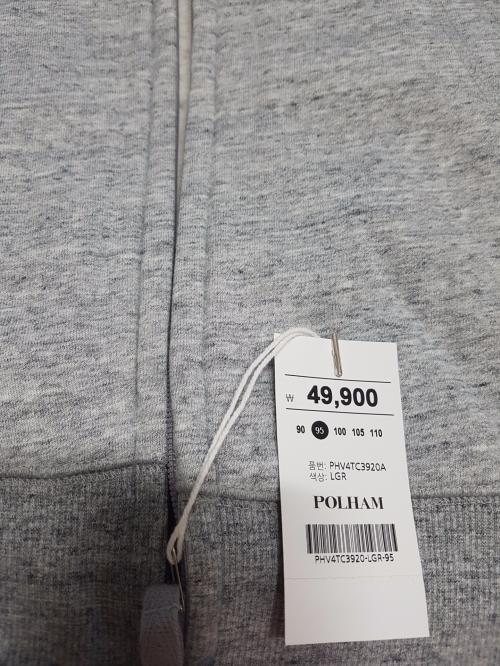 ₩ 49,900
90 95 100 105 110
품번: PHV4TC3920A
색상: LGR
POLHAM
PHV4TC3920-LGR-95